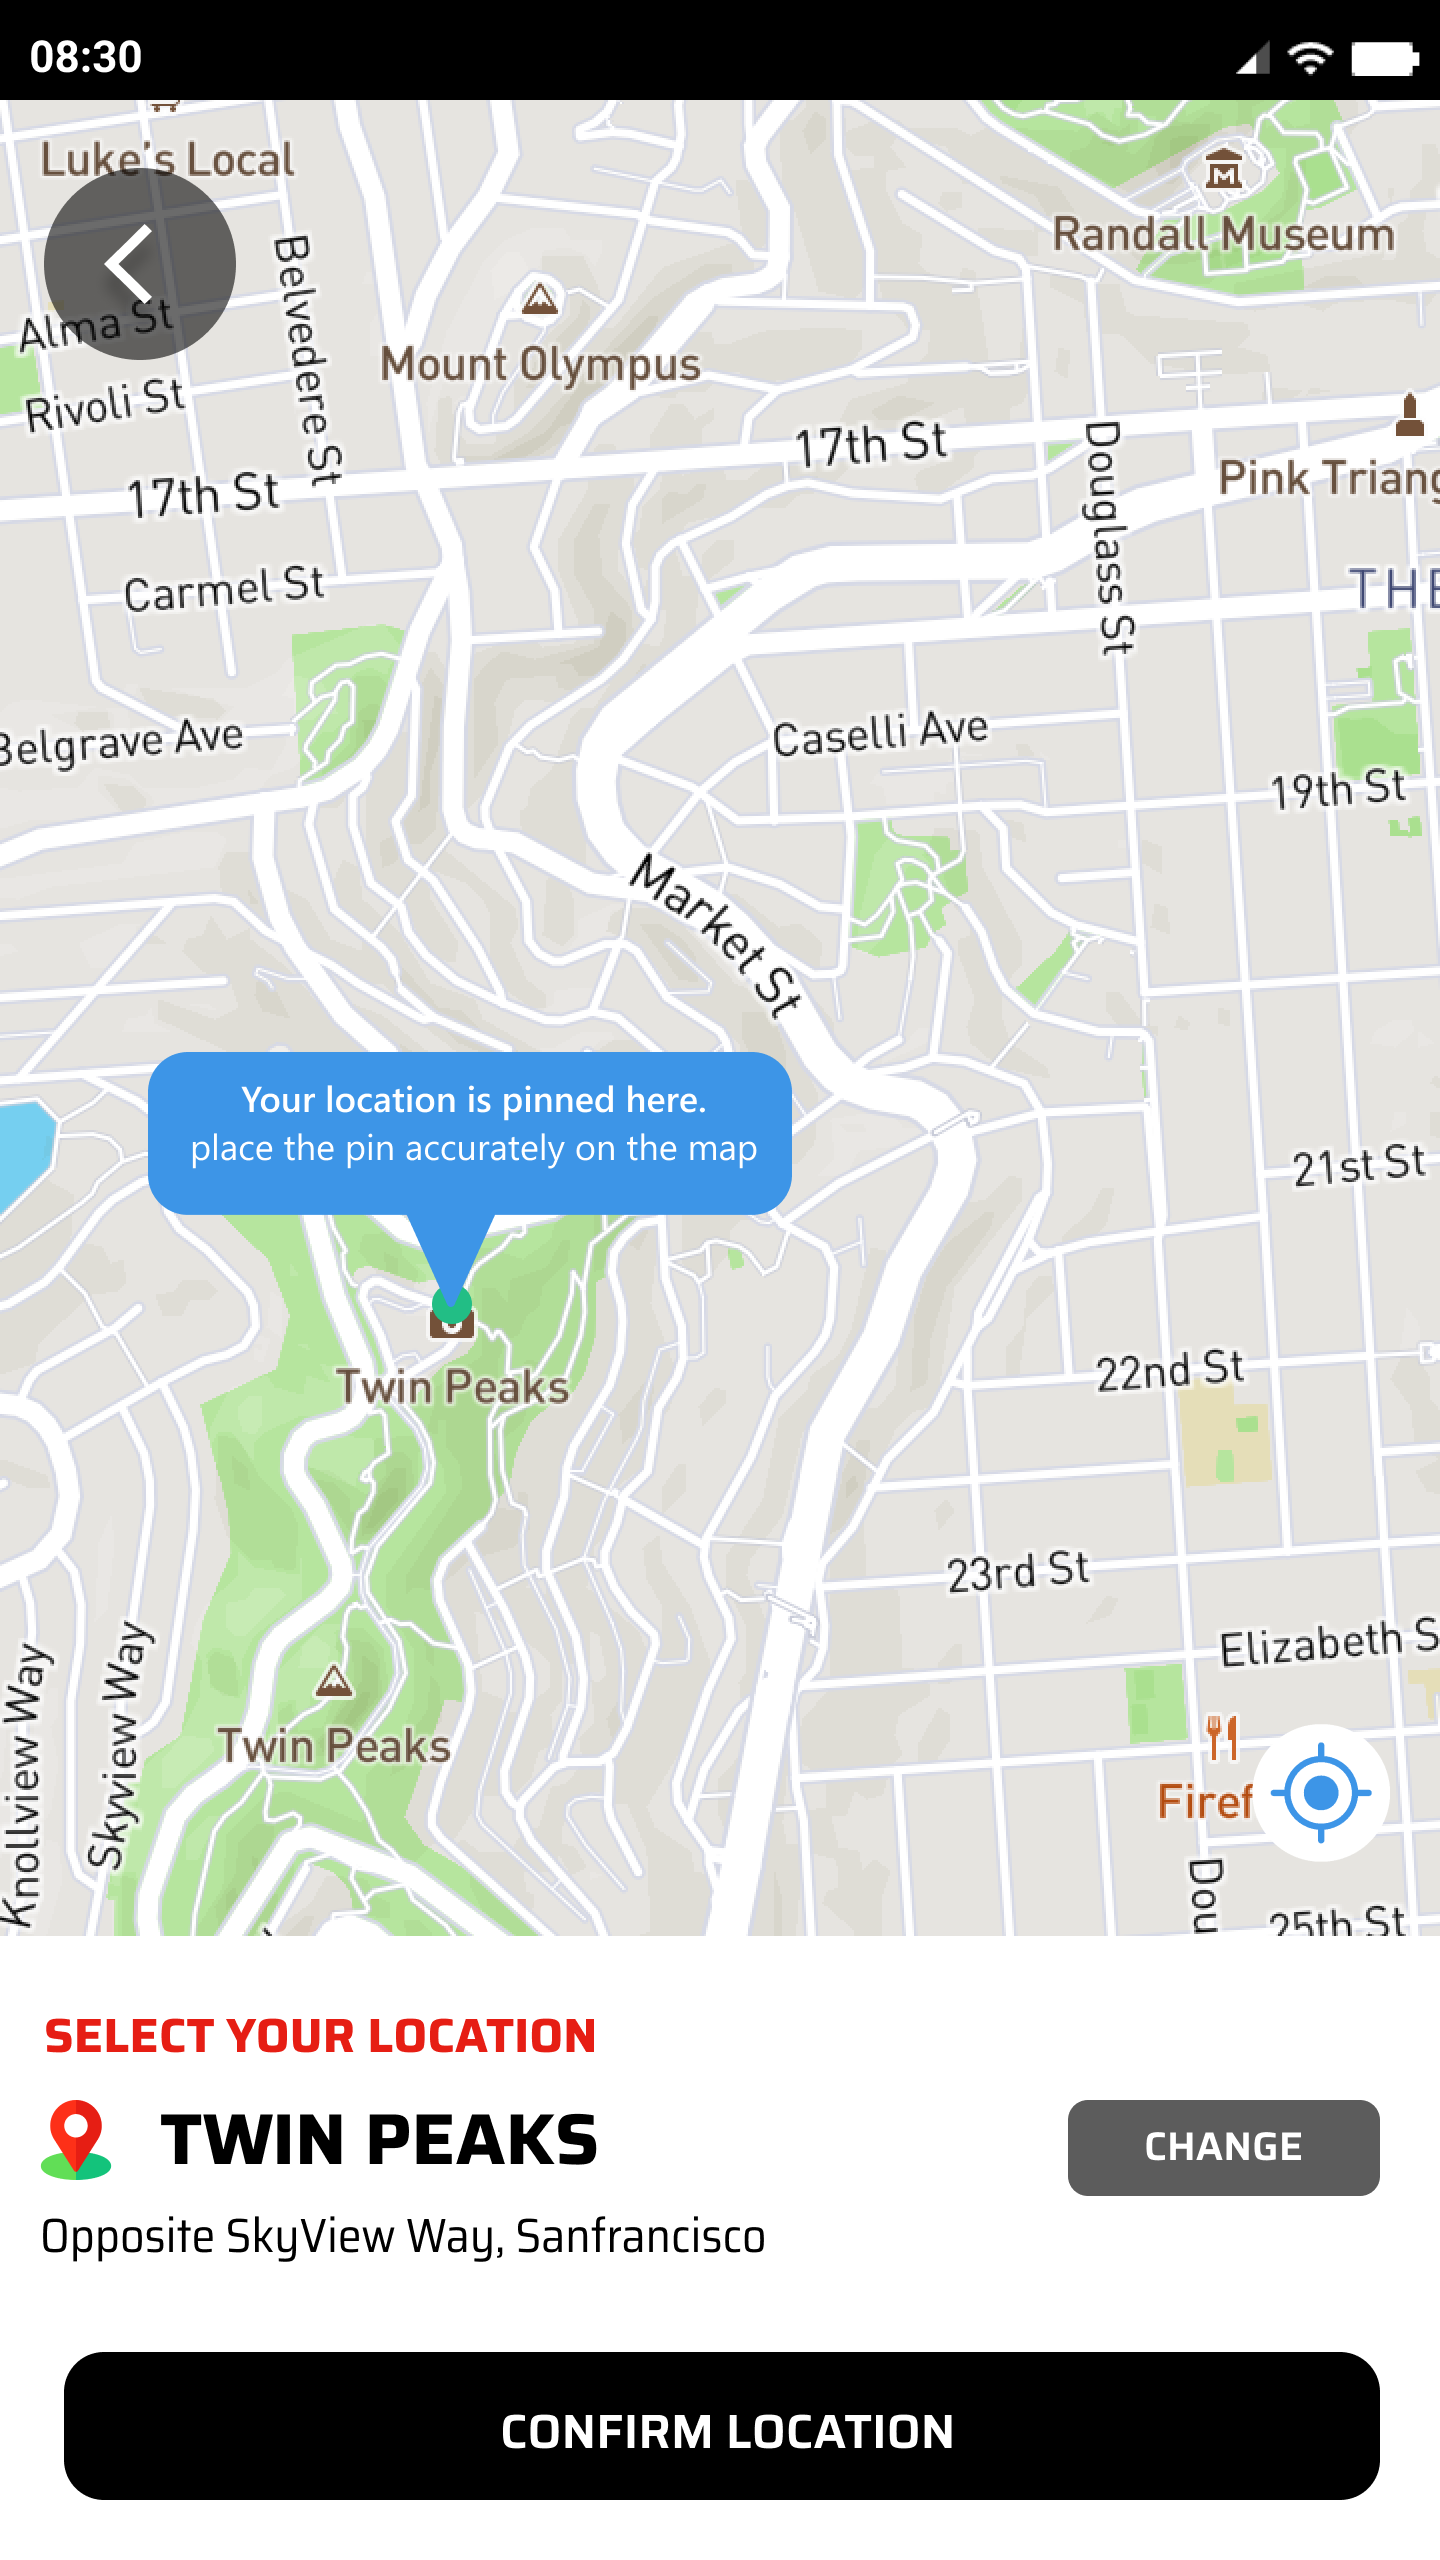 08:30
Luke's Local
Randall Museum
Belvedere St
Alma St
Mount Olympus
Rivoli St
17th St
17th St
Douglass St
Pink Triang
Carmel St
THE
Belgrave Ave
Caselli Ave
19th St
Market St
Your location is pinned here.
place the pin accurately on the map
21st St
Twin Peaks
22nd St
23rd St
Elizabeth S
Knollview Way
Skyview Way
Twin Peaks
Firef
Dou
25th St
SELECT YOUR LOCATION
TWIN PEAKS
CHANGE
Opposite SkyView Way, Sanfrancisco
CONFIRM LOCATION